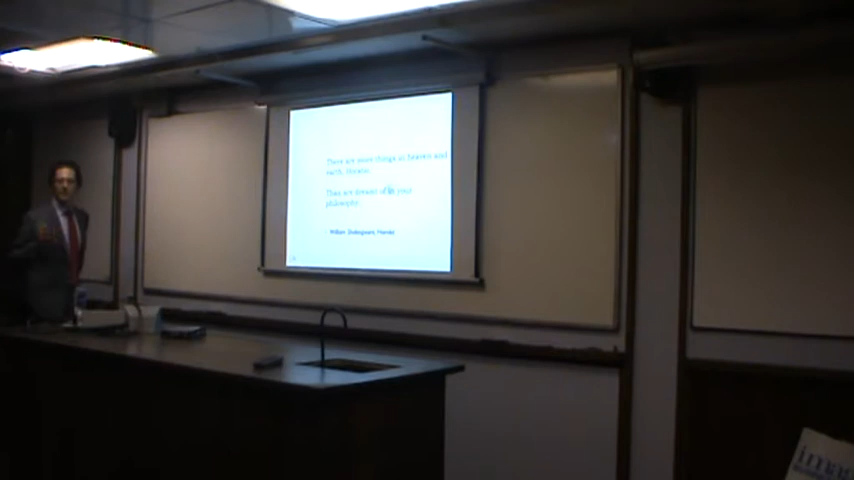 There are more things in heaven and
earth, Horatio,
Than are dreamt of in your
philosophy.
William Shakespeare, Hamlet
imag